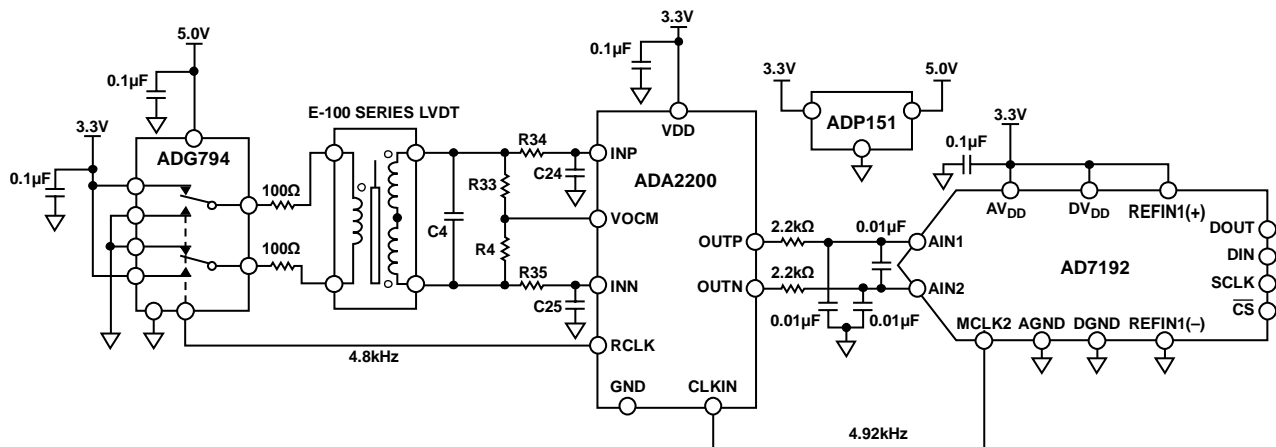 3.3V
5.0V
0.1µF
3.3V
5.0V
0.1µF
E-100 SERIES LVDT
VDD
ADP151
3.3V
3.3V
ADG794
R34
INP
ADA2200
0.1µF
0.1µF
100Ω
C24
AVDD
DVDD
REFIN1(+)
R33
DOUT
C4
VOCM
2.2kΩ
0.01µF
OUTP
AIN1
DIN
100Ω
R4
R35
2.2kΩ
AD7192
SCLK
INN
OUTN
AIN2
CS
C25
0.01µF
0.01µF
MCLK2
AGND
DGND
REFIN1(–)
4.8kHz
RCLK
GND
CLKIN
4.92kHz